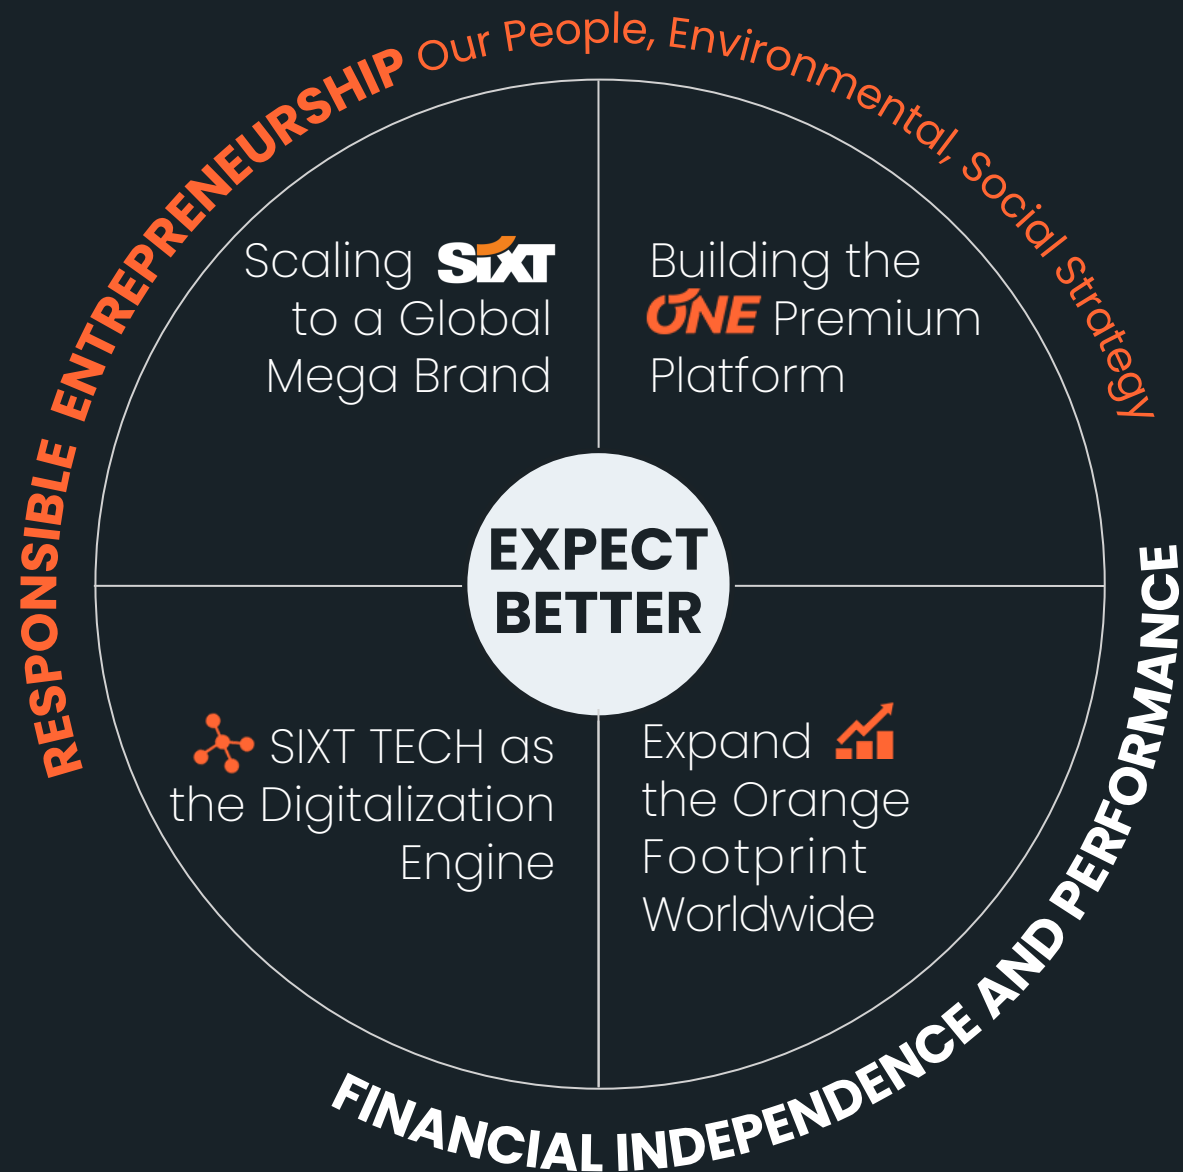 RESPONSIBLE ENTREPRENEURSHIP Our People, Environmental, Social Strategy
Scaling SIXT
to a Global
Mega Brand
Building the
ONE Premium
Platform
EXPECT
BETTER
SIXT TECH as
the Digitalization
Engine
Expand
the Orange
Footprint
Worldwide
FINANCIAL INDEPENDENCE AND PERFORMANCE